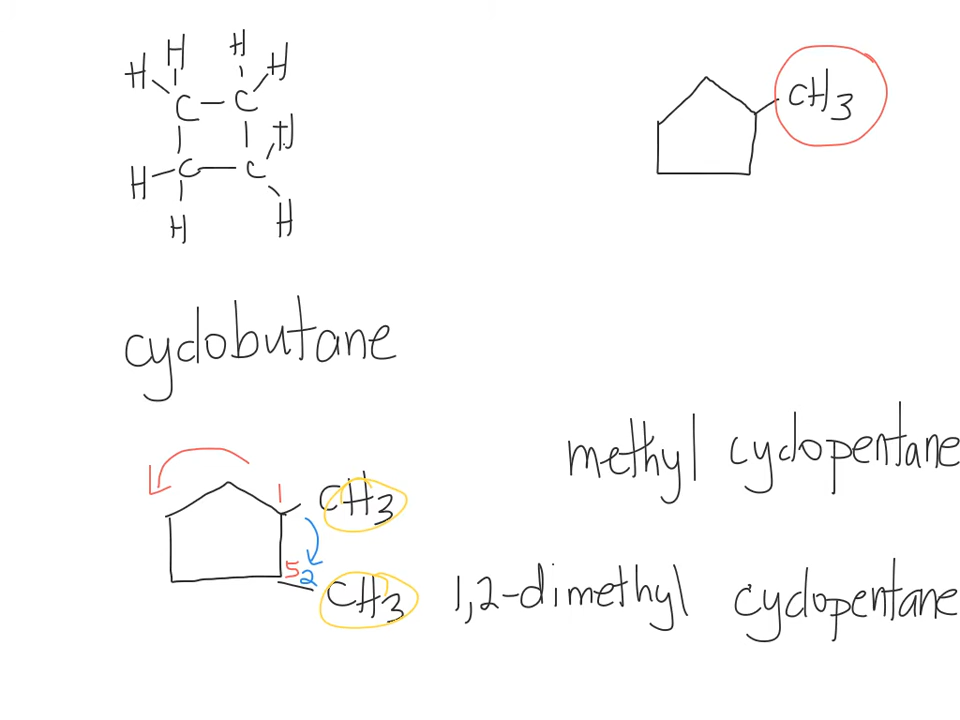 H H H H
C C H
H C C
H H
CH3
cyclobutane
methyl cyclopentane
1 CH3
5 2 CH3
1,2-dimethyl cyclopentane